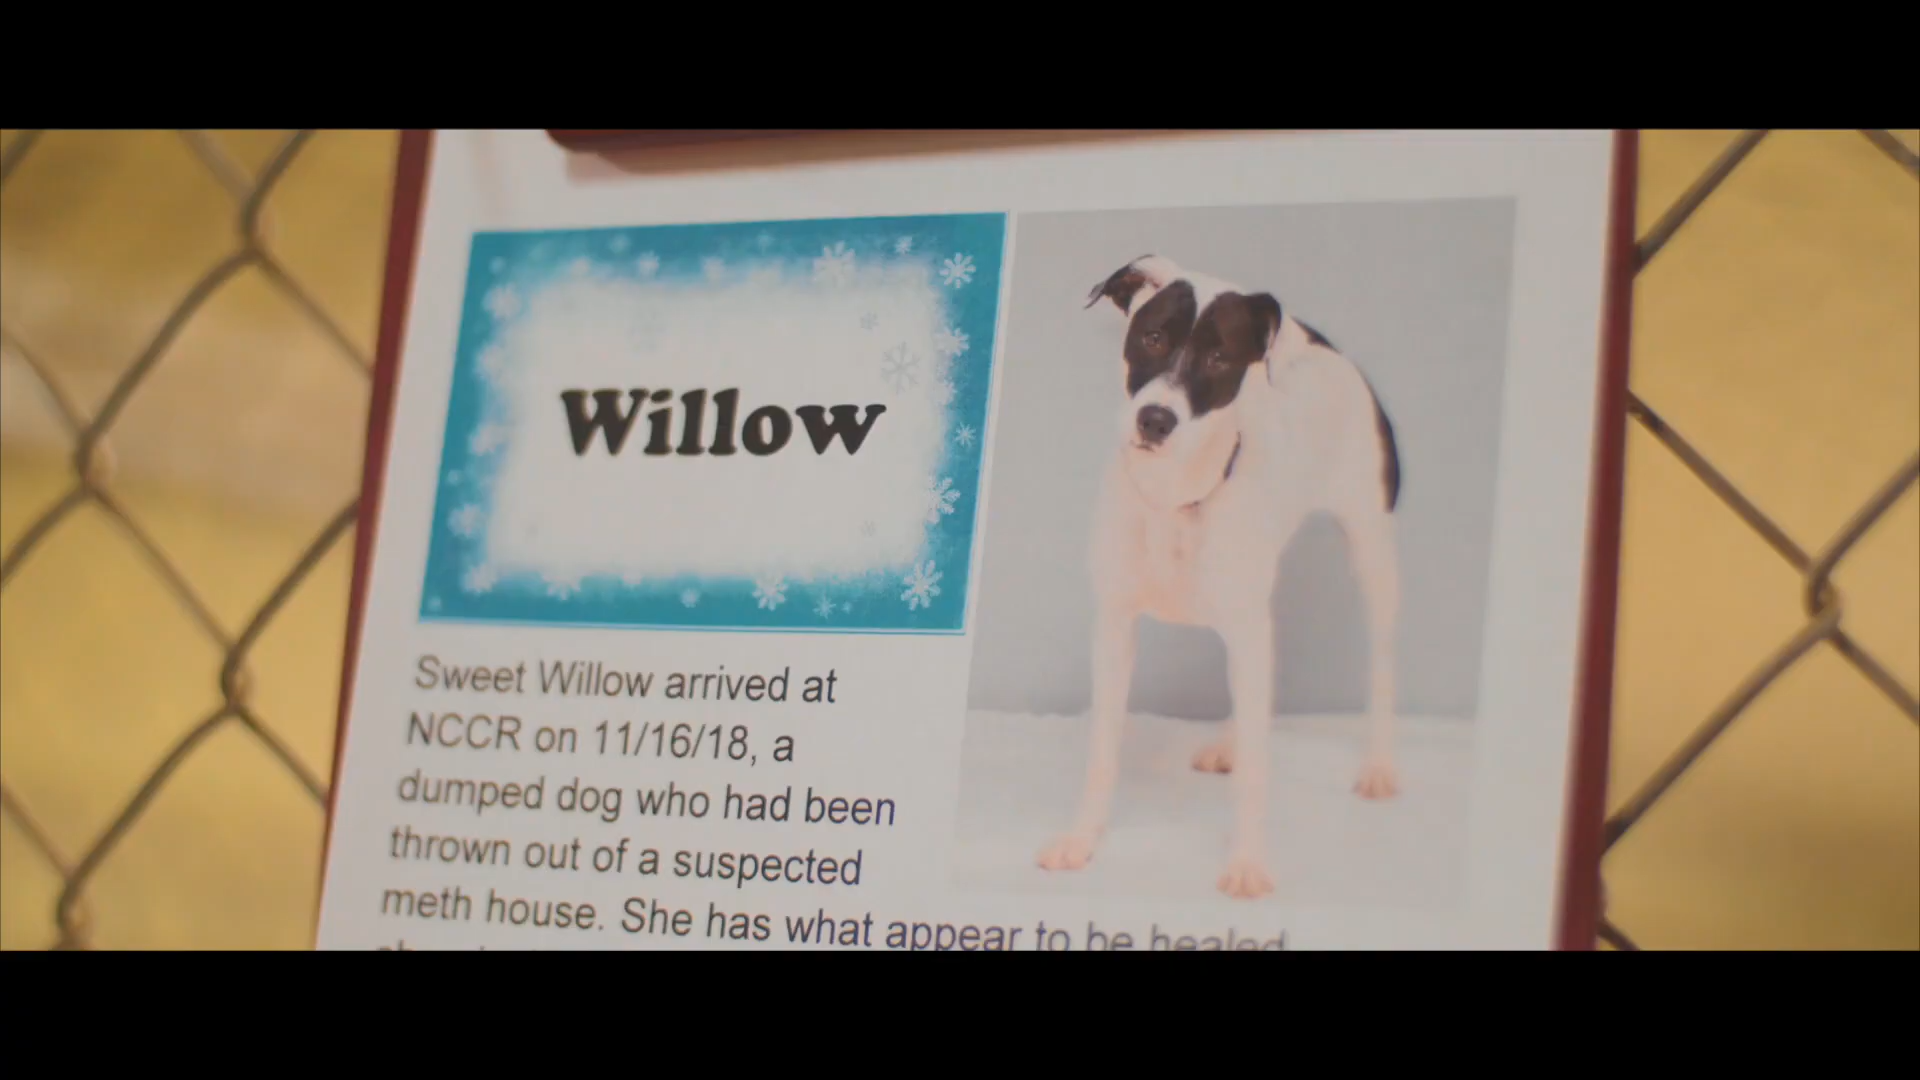 Willow
Sweet Willow arrived at
NCCR on 11/16/18, a
dumped dog who had been
thrown out of a suspected
meth house. She has what appear to be healed